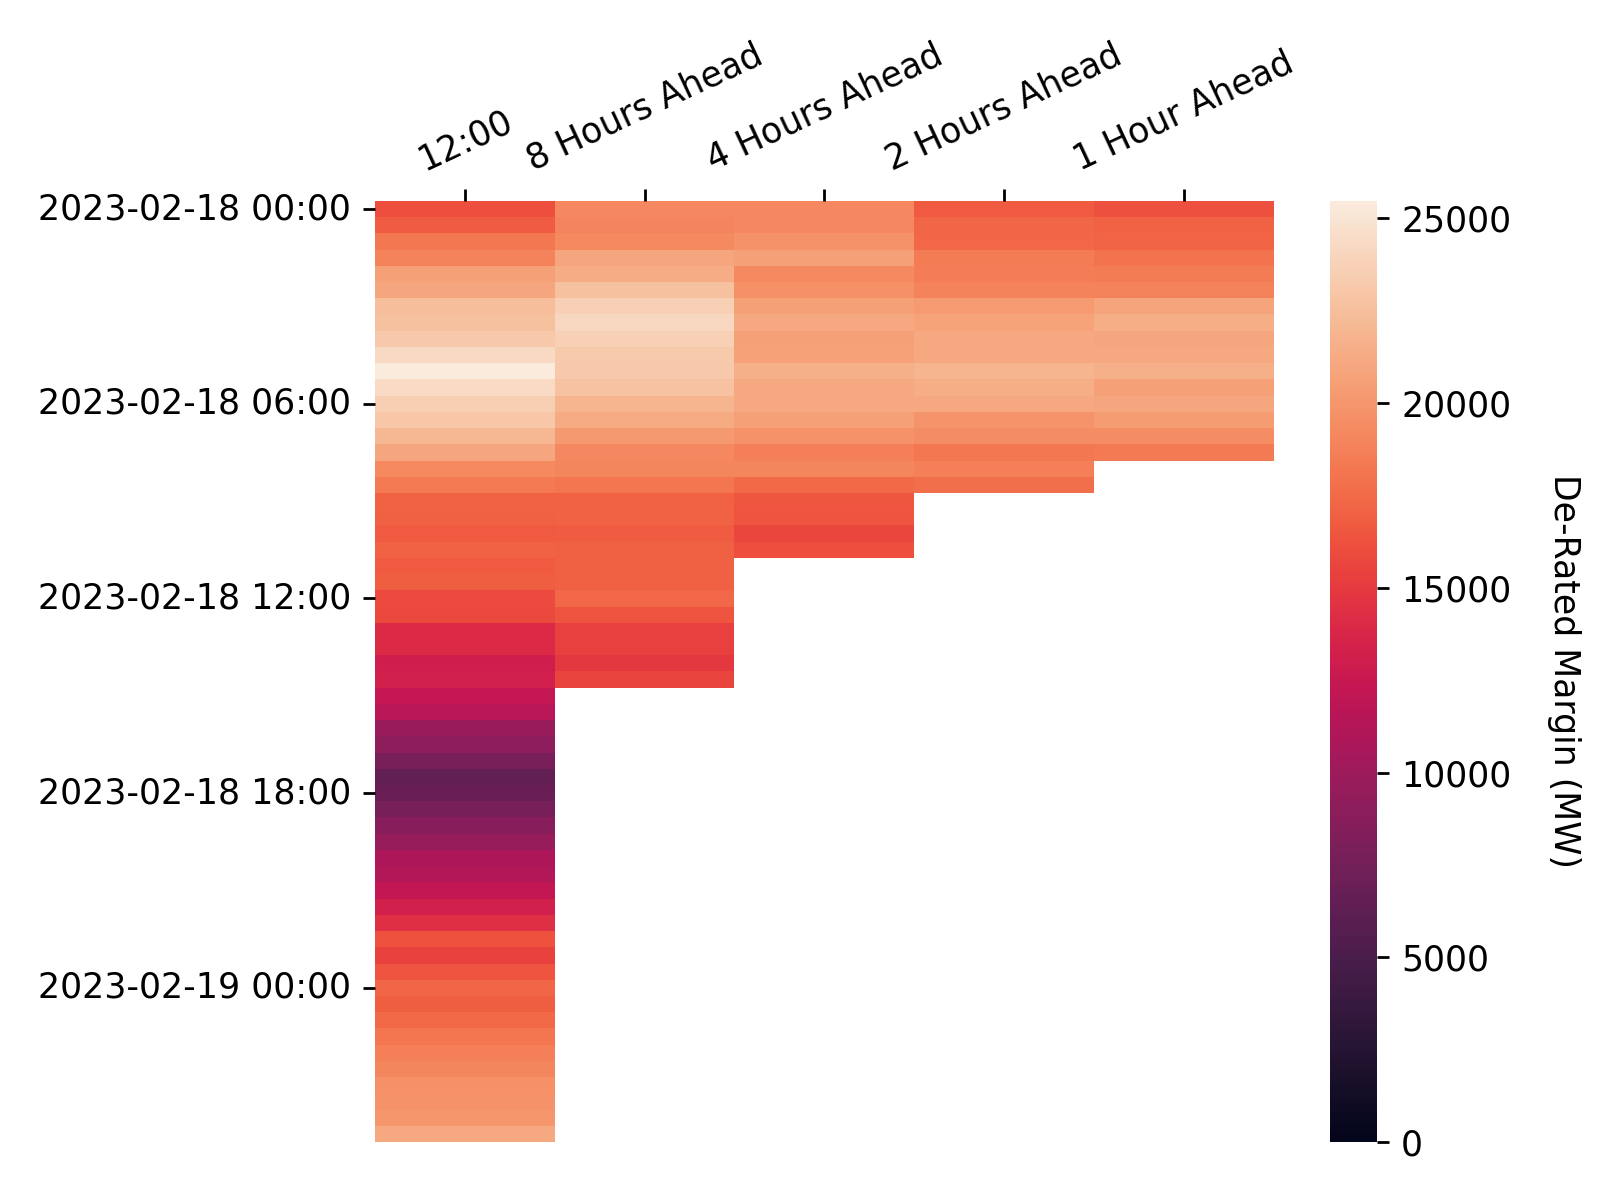 12:00
8 Hours Ahead
4 Hours Ahead
2 Hours Ahead
1 Hour Ahead
2023-02-18 00:00
2023-02-18 06:00
2023-02-18 12:00
2023-02-18 18:00
2023-02-19 00:00
25000
20000
15000
10000
5000
0
De-Rated Margin (MW)